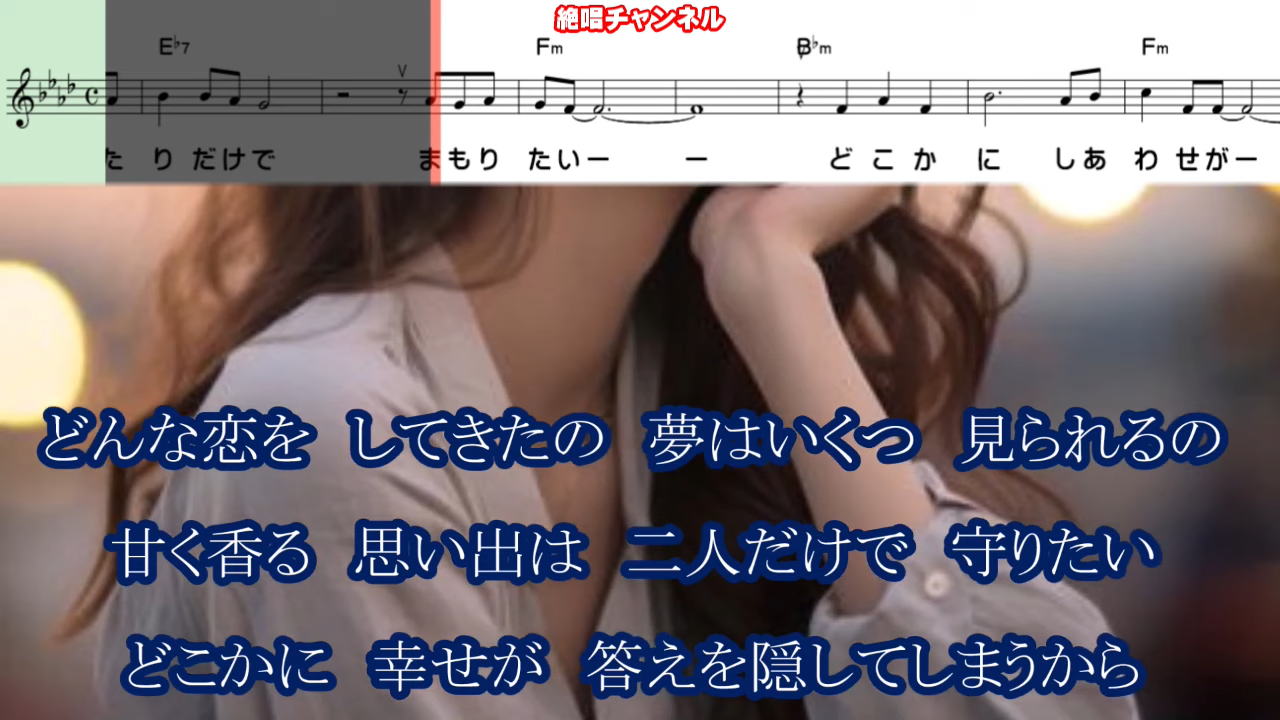 絶唱チャンネル
E♭7 Fm B♭m Fm
た り だけで まもり たいー ー ど こ か に しあ わ せがー
どんな恋を してきたの 夢はいくつ 見られるの
甘く香る 思い出は 二人だけで 守りたい
どこかに 幸せが 答えを隠してしまうから